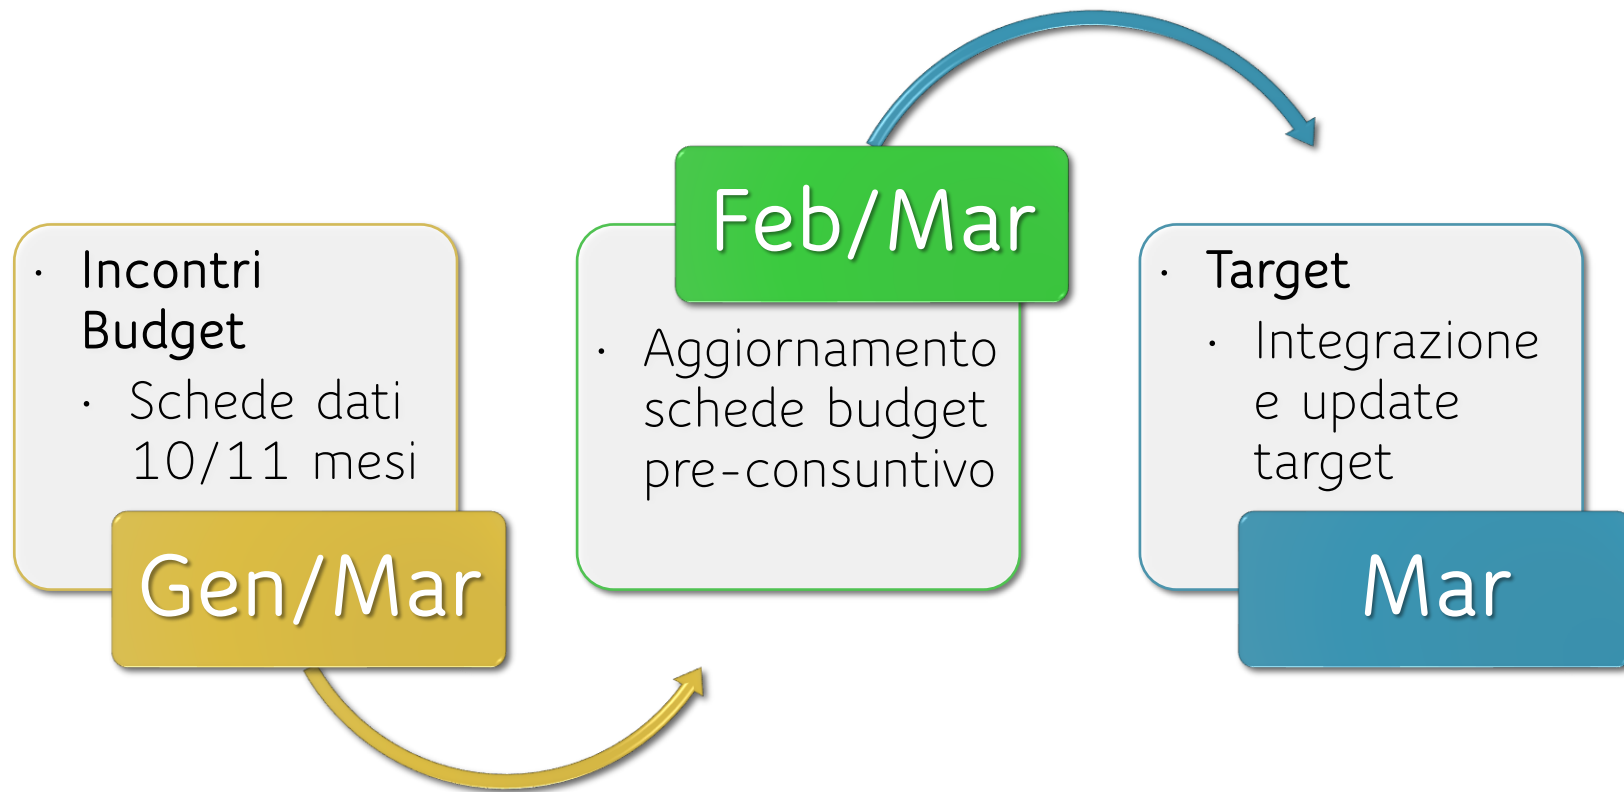 · Incontri
Budget
· Schede dati
10/11 mesi
Gen/Mar
Feb/Mar
· Aggiornamento
schede budget
pre-consuntivo
· Target
· Integrazione
e update
target
Mar